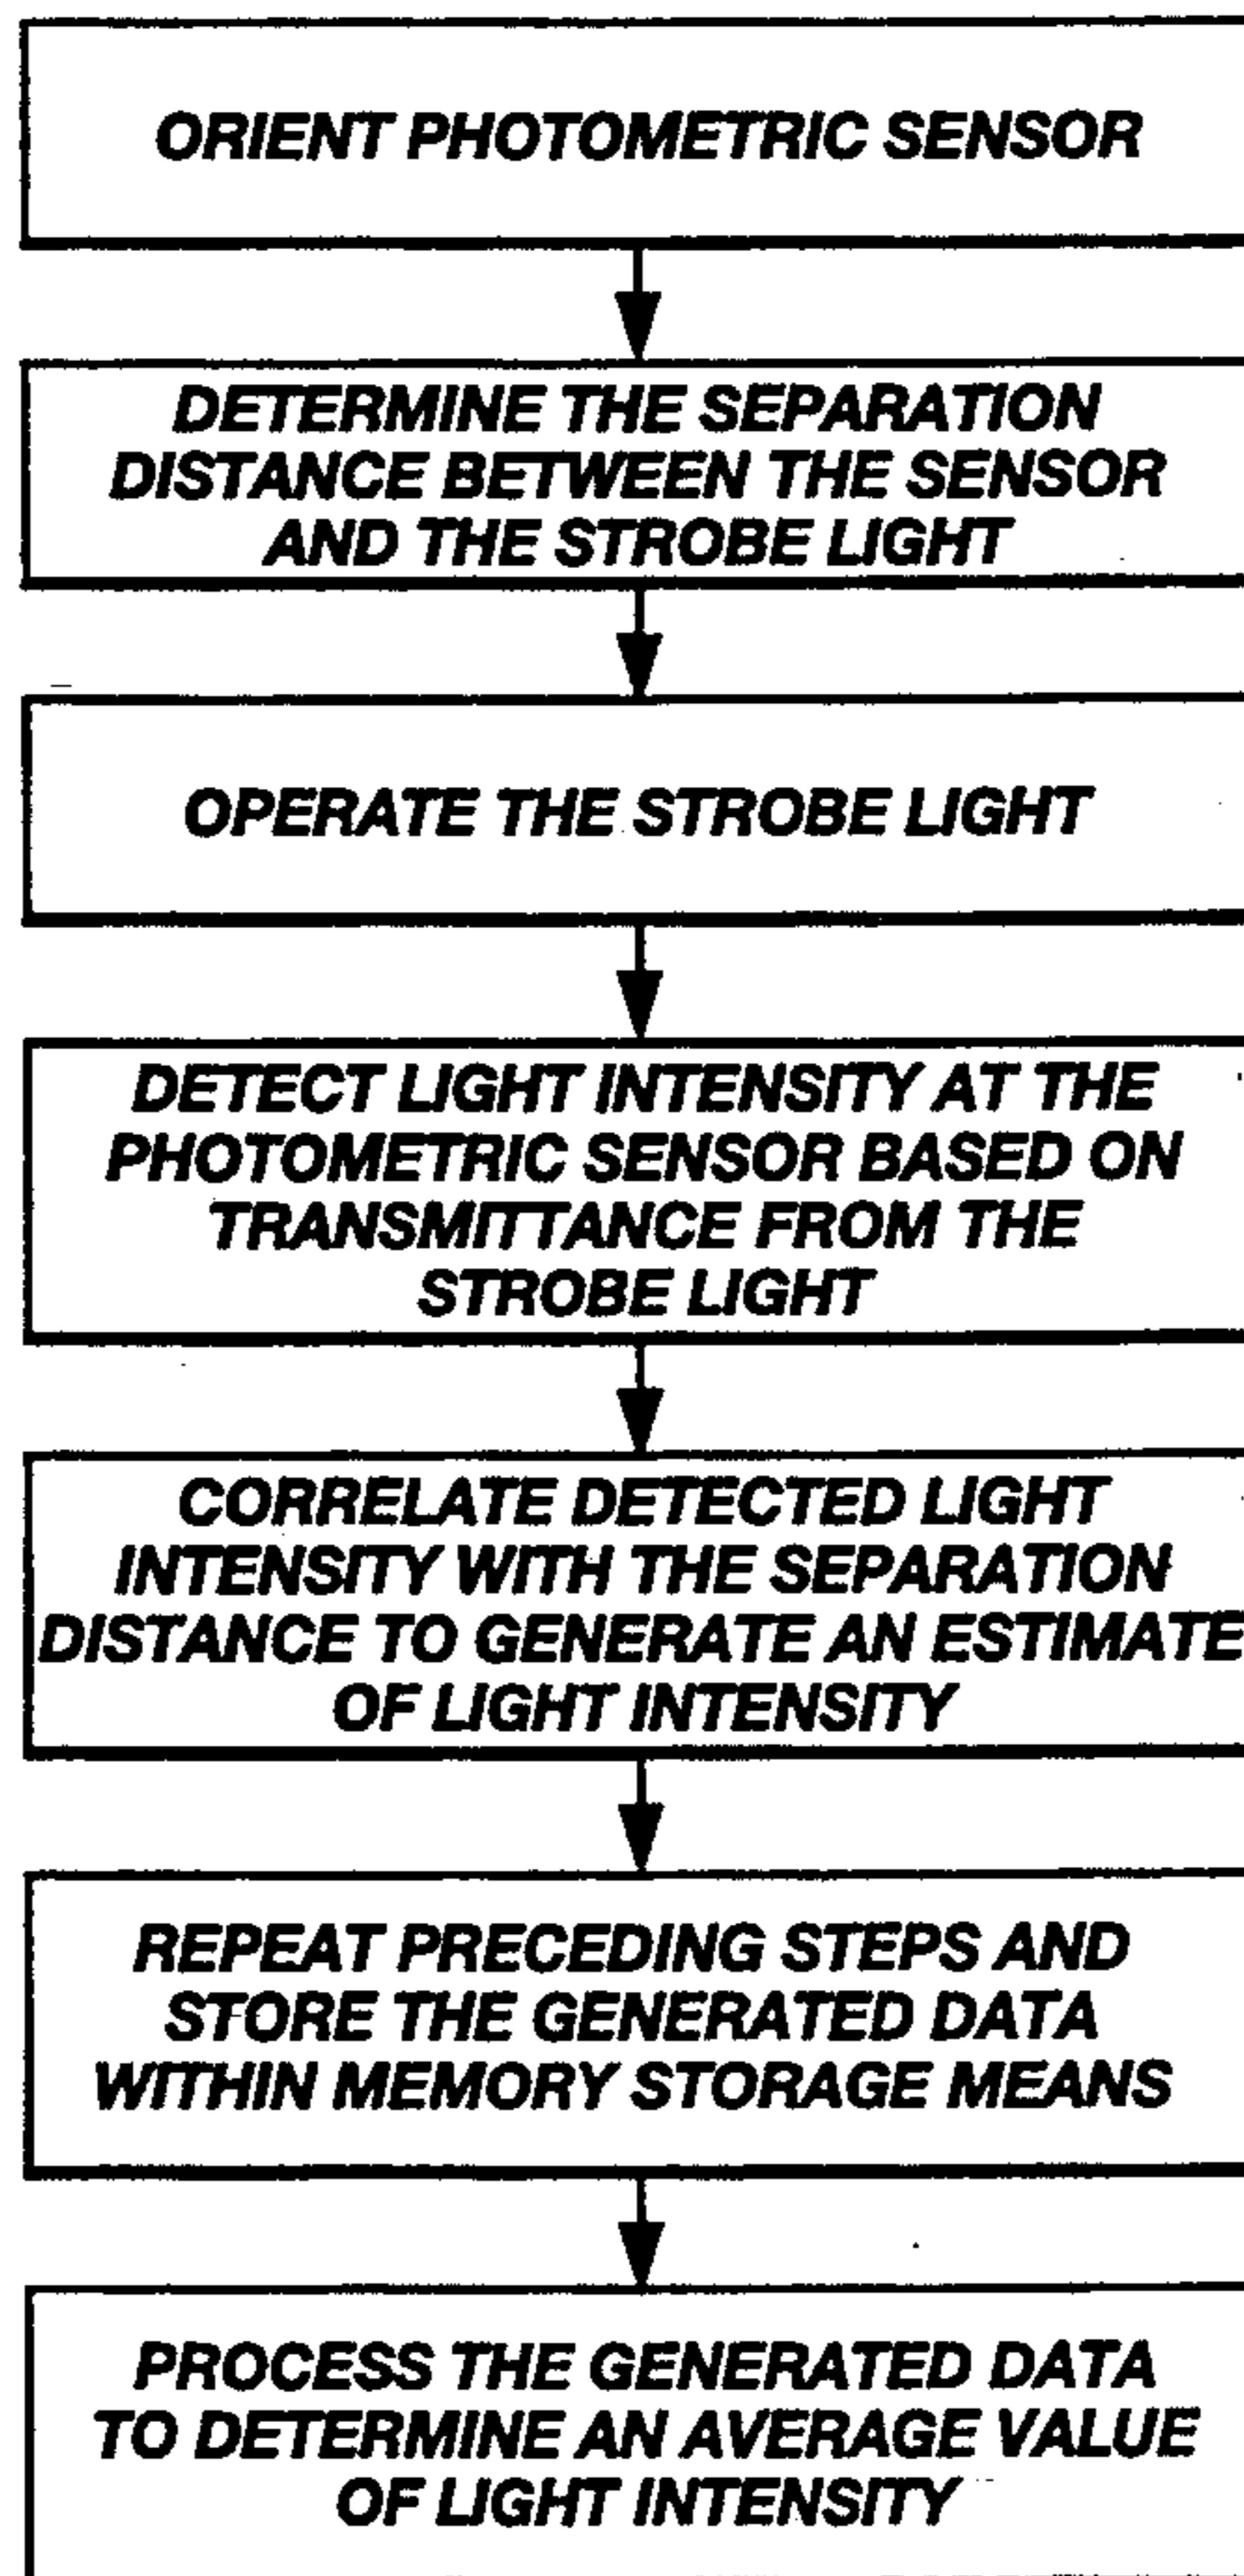 ORIENT PHOTOMETRIC SENSOR
DETERMINE THE SEPARATION
DISTANCE BETWEEN THE SENSOR
AND THE STROBE LIGHT
OPERATE THE STROBE LIGHT
DETECT LIGHT INTENSITY AT THE
PHOTOMETRIC SENSOR BASED ON
TRANSMITTANCE FROM THE
STROBE LIGHT
CORRELATE DETECTED LIGHT
INTENSITY WITH THE SEPARATION
DISTANCE TO GENERATE AN ESTIMATE
OF LIGHT INTENSITY
REPEAT PRECEDING STEPS AND
STORE THE GENERATED DATA
WITHIN MEMORY STORAGE MEANS
PROCESS THE GENERATED DATA
TO DETERMINE AN AVERAGE VALUE
OF LIGHT INTENSITY